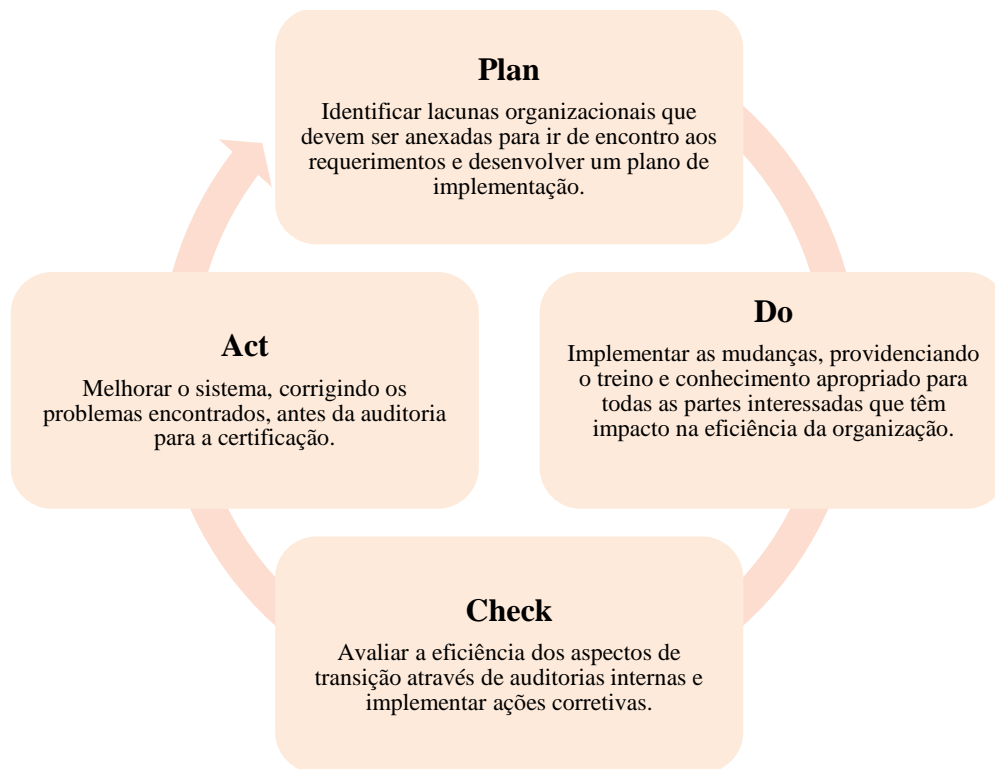 Plan
Identificar lacunas organizacionais que
devem ser anexadas para ir de encontro aos
requerimentos e desenvolver um plano de
implementação.
Do
Implementar as mudanças, providenciando
o treino e conhecimento apropriado para
todas as partes interessadas que têm
impacto na eficiência da organização.
Check
Avaliar a eficiência dos aspectos de
transição através de auditorias internas e
implementar ações corretivas.
Act
Melhorar o sistema, corrigindo os
problemas encontrados, antes da auditoria
para a certificação.